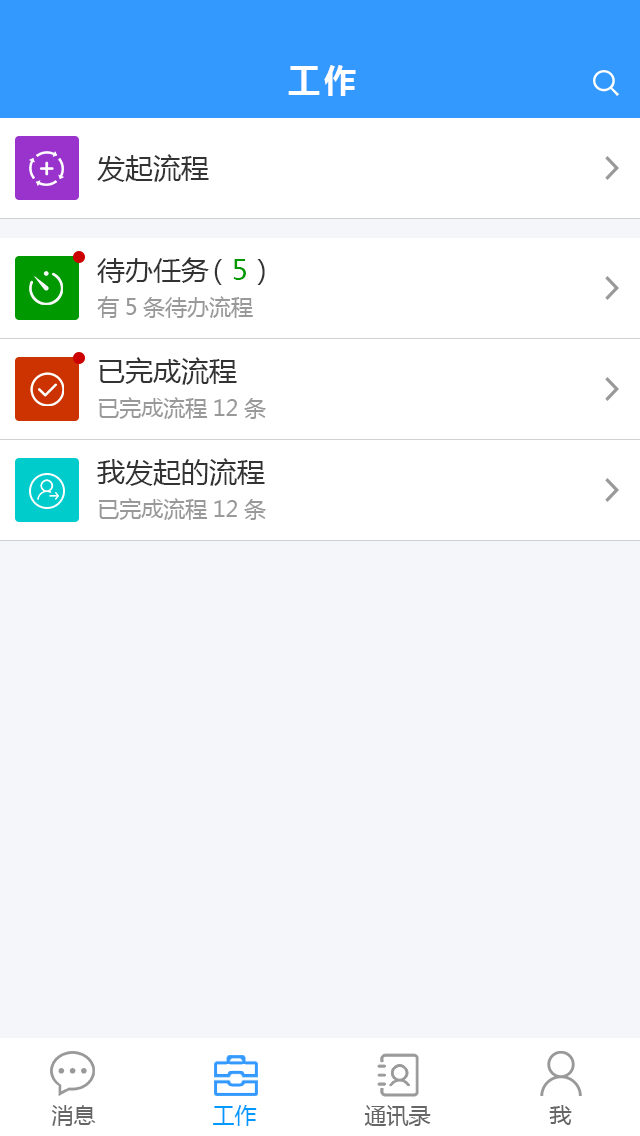 工作
发起流程
待办任务( 5 )
有 5 条待办流程
已完成流程
已完成流程 12 条
我发起的流程
已完成流程 12 条
消息
工作
通讯录
我